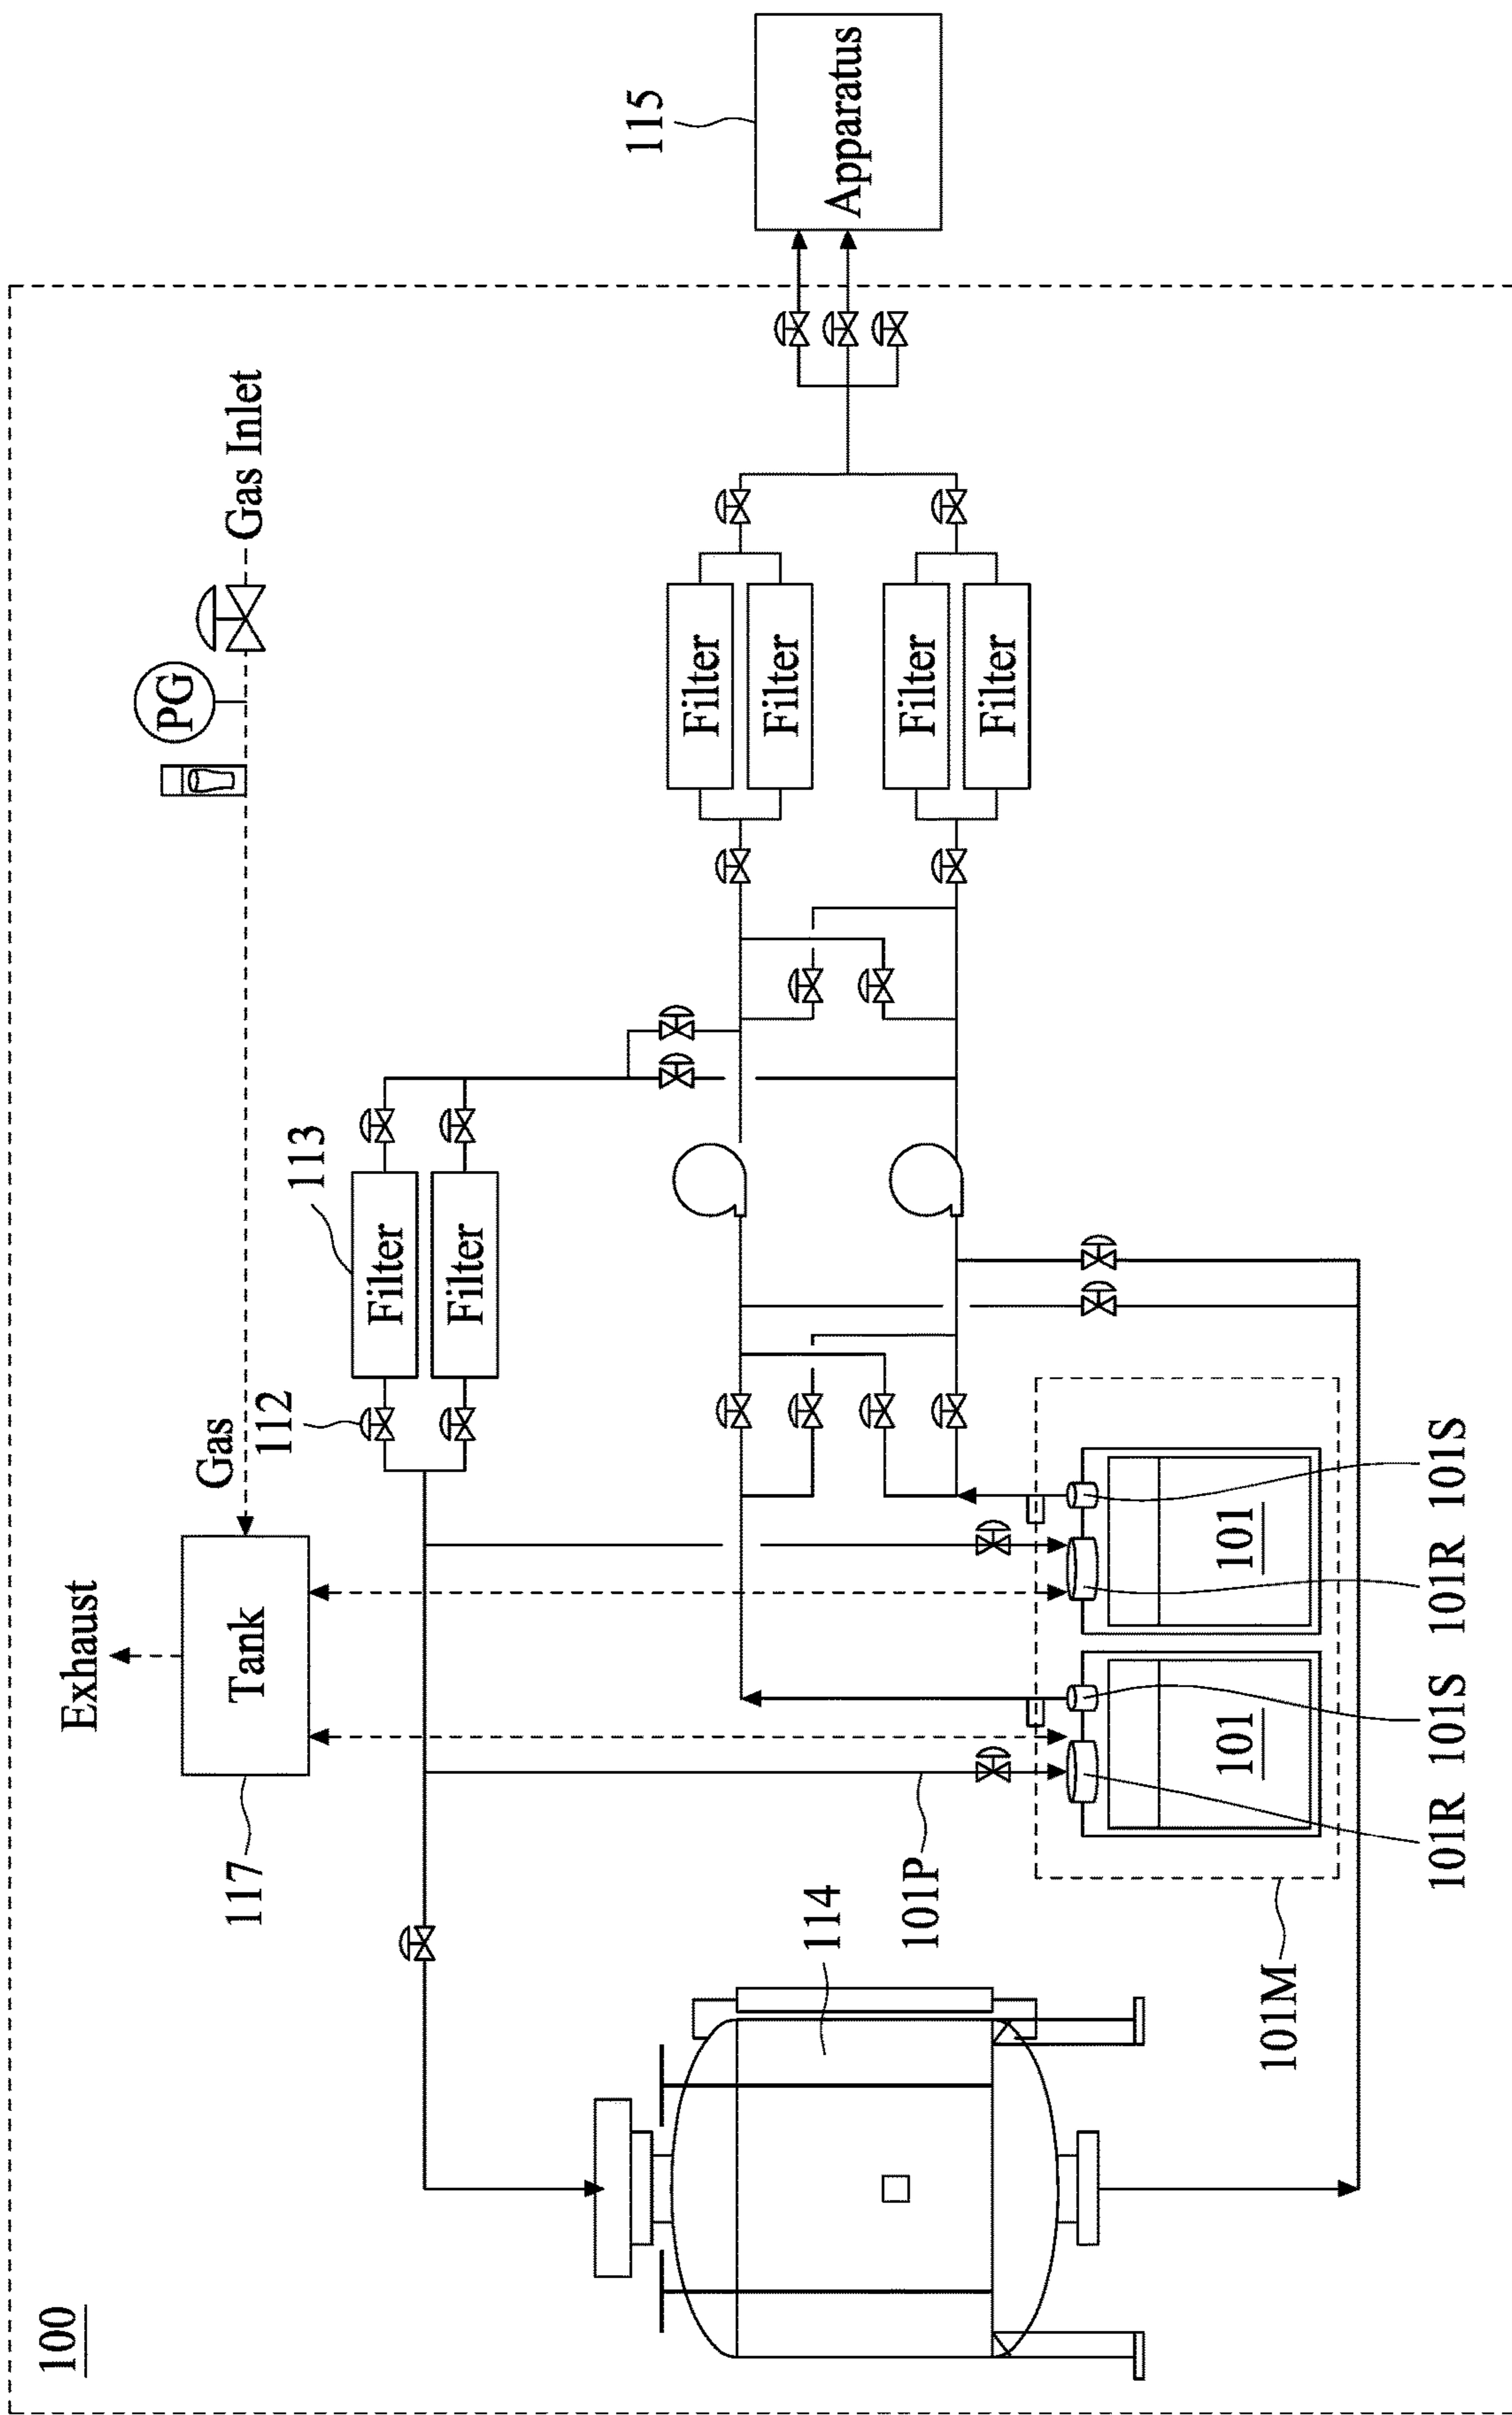 100
Exhaust
Tank
117
Gas
Gas Inlet
PG
112
113
Filter
Filter
115
Apparatus
Filter
Filter
Filter
Filter
114
101P
101
101
101M
101R
101S
101R
101S